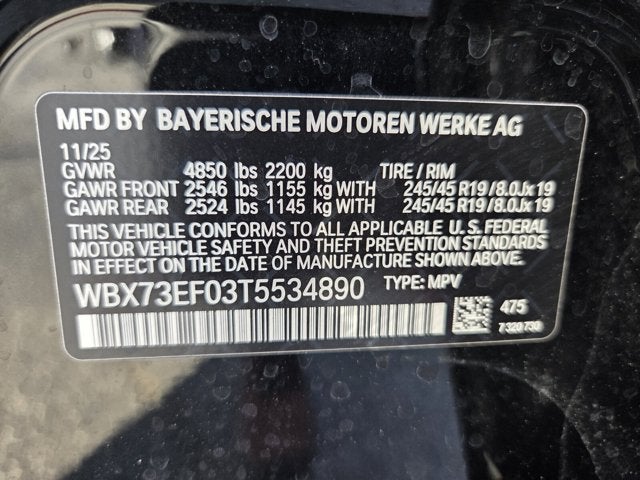 MFD BY BAYERISCHE MOTOREN WERKE AG
11/25
GVWR 4850 lbs 2200 kg TIRE / RIM
GAWR FRONT 2546 lbs 1155 kg WITH 245/45 R19 /8.0Jx19
GAWR REAR 2524 lbs 1145 kg WITH 245/45 R19 /8.0Jx19
THIS VEHICLE CONFORMS TO ALL APPLICABLE U.S. FEDERAL
MOTOR VEHICLE SAFETY AND THEFT PREVENTION STANDARDS
IN EFFECT ON THE DATE OF MANUFACTURE SHOWN ABOVE.
WBX73EF03T5534890 TYPE: MPV
475
7320730